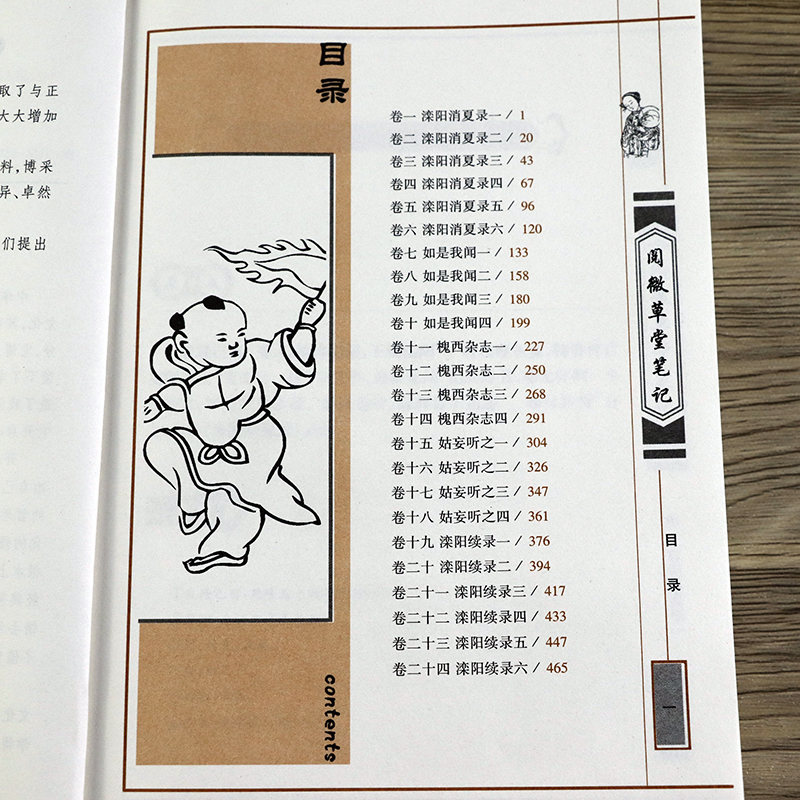 取了与正
大大增加
料,博采
异、卓然
们提出
目录
卷一 滦阳消夏录一 / 1
卷二 滦阳消夏录二 / 20
卷三 滦阳消夏录三 / 43
卷四 滦阳消夏录四 / 67
卷五 滦阳消夏录五 / 96
卷六 滦阳消夏录六 / 120
卷七 如是我闻一 / 133
卷八 如是我闻二 / 158
卷九 如是我闻三 / 180
卷十 如是我闻四 / 199
卷十一 槐西杂志一 / 227
卷十二 槐西杂志二 / 250
卷十三 槐西杂志三 / 268
卷十四 槐西杂志四 / 291
卷十五 姑妄听之一 / 304
卷十六 姑妄听之二 / 326
卷十七 姑妄听之三 / 347
卷十八 姑妄听之四 / 361
卷十九 滦阳续录一 / 376
卷二十 滦阳续录二 / 394
卷二十一 滦阳续录三 / 417
卷二十二 滦阳续录四 / 433
卷二十三 滦阳续录五 / 447
卷二十四 滦阳续录六 / 465
contents
阅微草堂笔记
目录
一